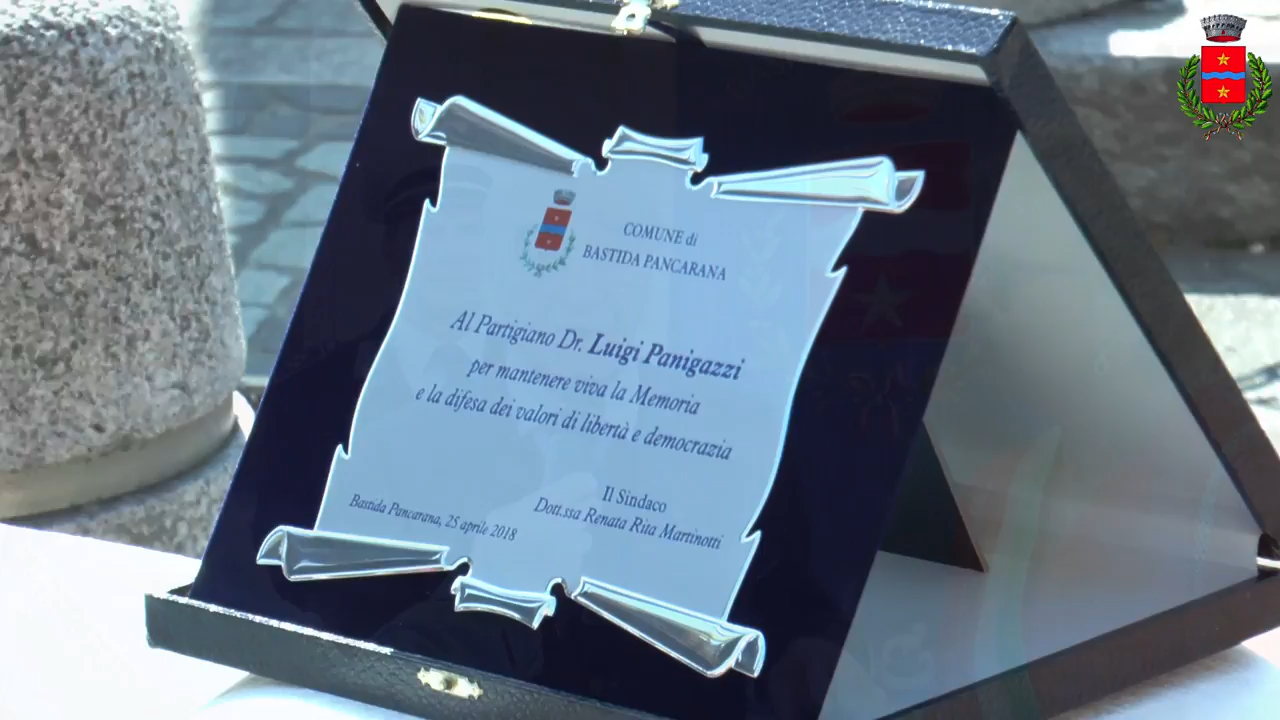 COMUNE di
BASTIDA PANCARANA
Al Partigiano Dr. Luigi Panigazzi
per mantenere viva la Memoria
e la difesa dei valori di libertà e democrazia
Il Sindaco
Bastida Pancarana, 25 aprile 2018
Dott.ssa Renata Rita Martinotti